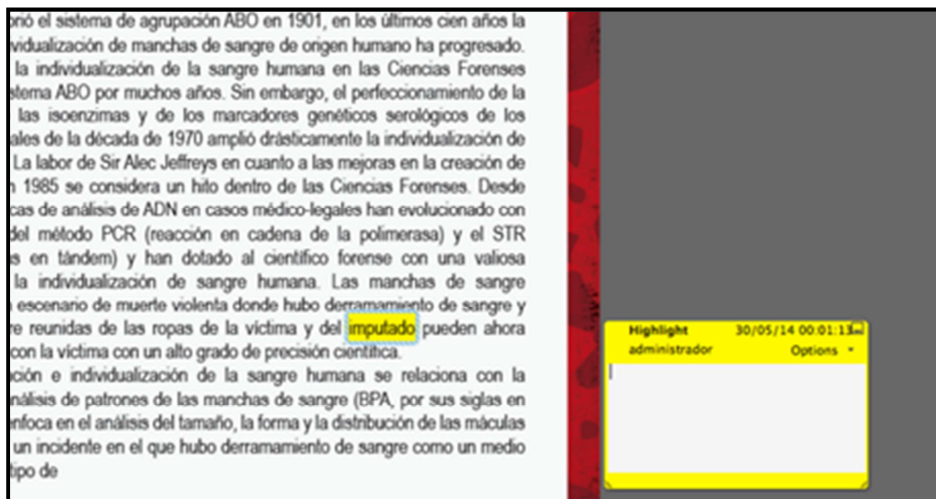 brió el sistema de agrupación ABO en 1901, en los últimos cien años la
vidualización de manchas de sangre de origen humano ha progresado.
la individualización de la sangre humana en las Ciencias Forenses
stema ABO por muchos años. Sin embargo, el perfeccionamiento de la
las isoenzimas y de los marcadores genéticos serológicos de los
ales de la década de 1970 amplió drásticamente la individualización de
La labor de Sir Alec Jeffreys en cuanto a las mejoras en la creación de
1985 se considera un hito dentro de las Ciencias Forenses. Desde
cas de análisis de ADN en casos médico-legales han evolucionado con
del método PCR (reacción en cadena de la polimerasa) y el STR
s en tándem) y han dotado al científico forense con una valiosa
la individualización de sangre humana. Las manchas de sangre
escenario de muerte violenta donde hubo derramamiento de sangre y
re reunidas de las ropas de la víctima y del imputado pueden ahora
con la víctima con un alto grado de precisión científica.
ción e individualización de la sangre humana se relaciona con la
nálisis de patrones de las manchas de sangre (BPA, por sus siglas en
enfoca en el análisis del tamaño, la forma y la distribución de las máculas
un incidente en el que hubo derramamiento de sangre como un medio
tipo de
Highlight 30/05/14 00:01:13
administrador Options